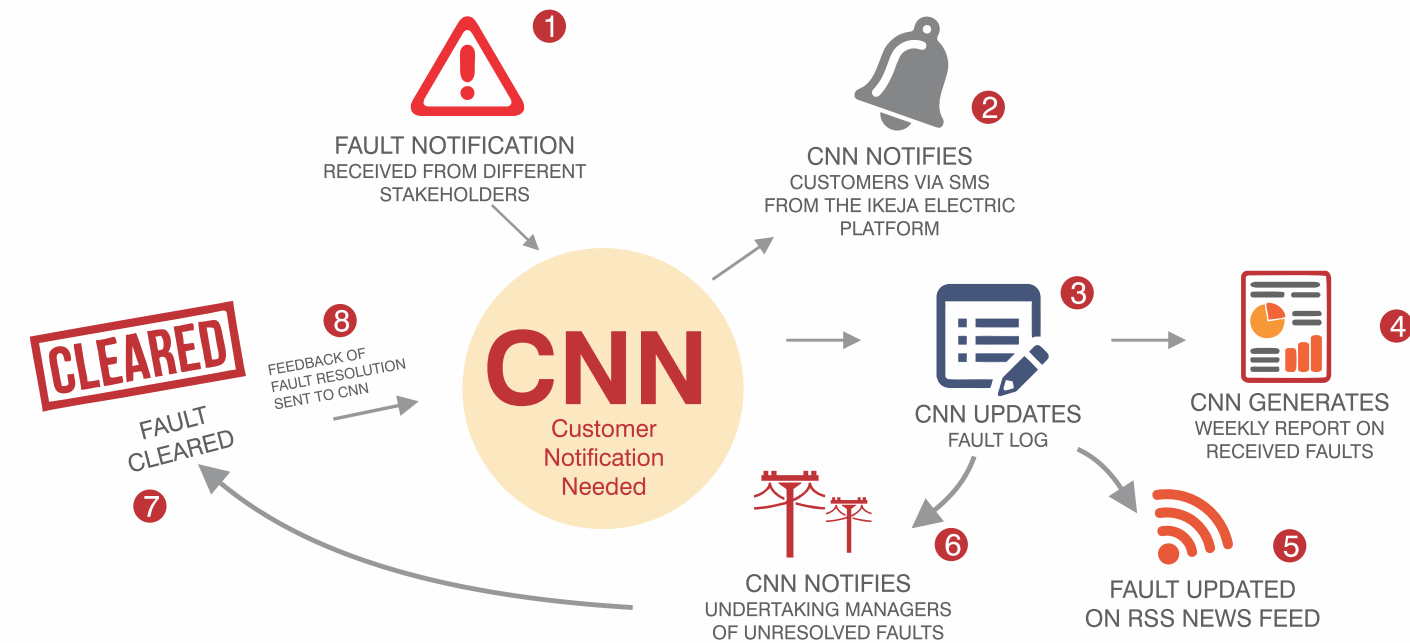 1
FAULT NOTIFICATION
RECEIVED FROM DIFFERENT
STAKEHOLDERS
2
CNN NOTIFIES
CUSTOMERS VIA SMS
FROM THE IKEJA ELECTRIC
PLATFORM
CNN
Customer
Notification
Needed
3
CNN UPDATES
FAULT LOG
4
CNN GENERATES
WEEKLY REPORT ON
RECEIVED FAULTS
5
FAULT UPDATED
ON RSS NEWS FEED
6
CNN NOTIFIES
UNDERTAKING MANAGERS
OF UNRESOLVED FAULTS
CLEARED
FAULT
CLEARED
7
8
FEEDBACK OF
FAULT RESOLUTION
SENT TO CNN